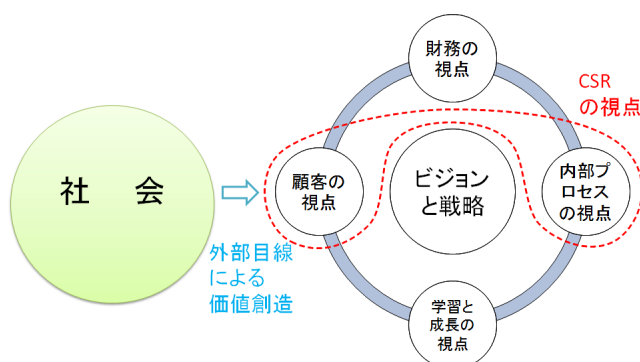 財務の
視点
CSR
の視点
社 会
顧客の
視点
ビジョン
と戦略
内部プ
ロセス
の視点
外部目線
による
価値創造
学習と
成長の
視点